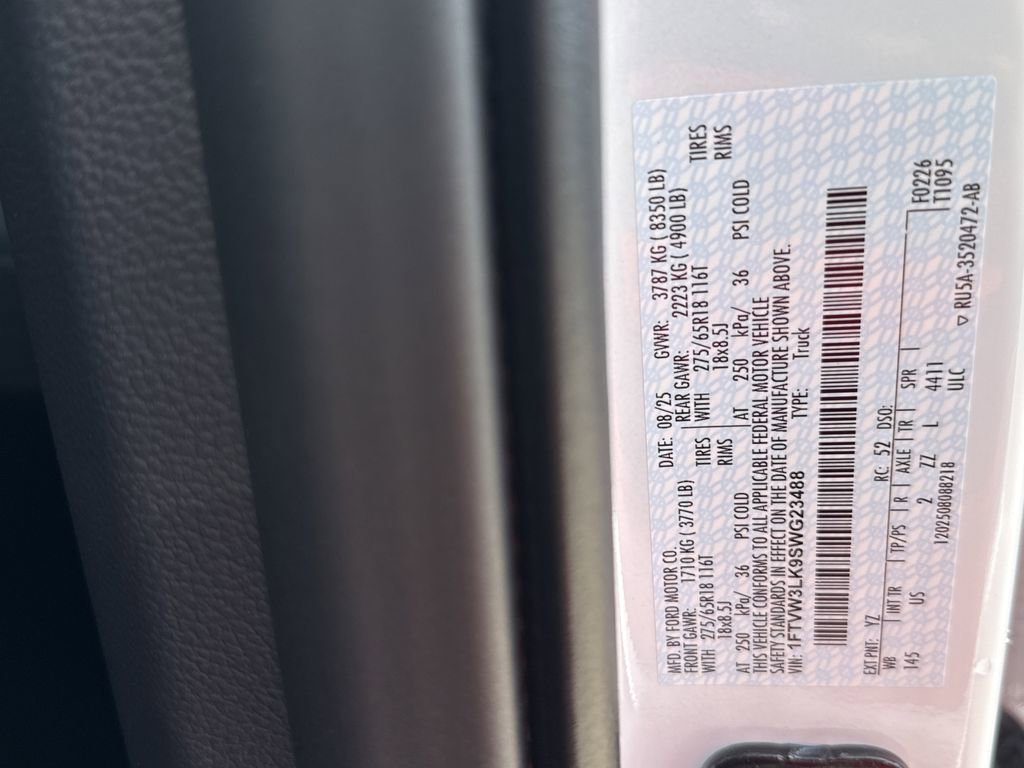 MFD. BY FORD MOTOR CO. DATE: 08/25 GVWR: 3787 KG ( 8350 LB)
FRONT GAWR: 1710 KG ( 3770 LB) REAR GAWR: 2223 KG ( 4900 LB)
WITH 275/65R18 116T TIRES WITH 275/65R18 116T TIRES
18x8.5J RIMS 18x8.5J RIMS
AT 250 kPa/ 36 PSI COLD AT 250 kPa/ 36 PSI COLD
THIS VEHICLE CONFORMS TO ALL APPLICABLE FEDERAL MOTOR VEHICLE
SAFETY STANDARDS IN EFFECT ON THE DATE OF MANUFACTURE SHOWN ABOVE.
VIN: 1FTVW3LK9SWG23488 TYPE: Truck
EXT PNT: YZ RC: 52 DSO:
WB INT TR TP/PS R AXLE TR SPR F0226
145 US 2 ZZ L 4411 T1095
120250808218 ULC
▽ RU5A-3520472-AB